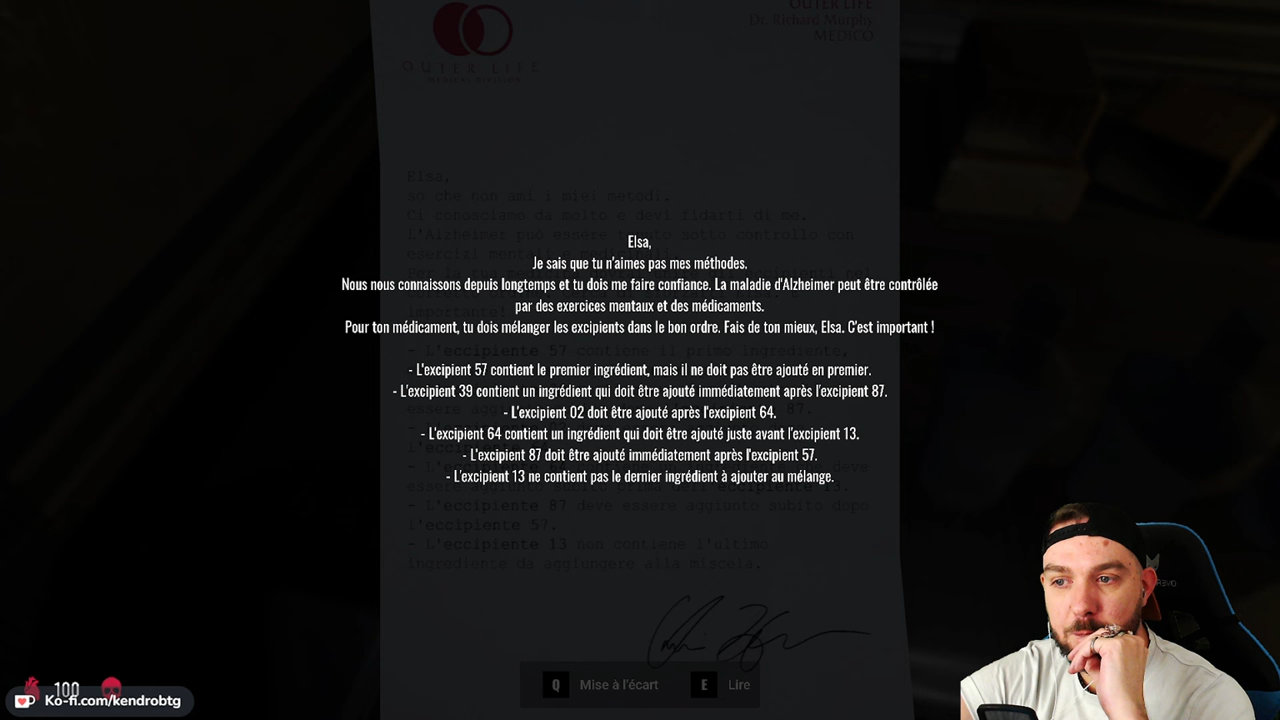 OUTER LIFE
Dr. Richard Murphy
MEDICO
OUTER LIFE
Elsa,
so che non ami i miei metodi.
Ci conosciamo da molto e devi fidarti di me.
L'Alzheimer può essere tenuto sotto controllo con
Elsa,
Je sais que tu n'aimes pas mes méthodes.
Nous nous connaissons depuis longtemps et tu dois me faire confiance. La maladie d'Alzheimer peut être contrôlée
par des exercices mentaux et des médicaments.
Pour ton médicament, tu dois mélanger les excipients dans le bon ordre. Fais de ton mieux, Elsa. C'est important !
- L'eccipiente 57 contiene il primo ingrediente,
- L'excipient 57 contient le premier ingrédient, mais il ne doit pas être ajouté en premier.
- L'excipient 39 contient un ingrédient qui doit être ajouté immédiatement après l'excipient 87.
- L'excipient 02 doit être ajouté après l'excipient 64.
- L'excipient 64 contient un ingrédient qui doit être ajouté juste avant l'excipient 13.
- L'excipient 87 doit être ajouté immédiatement après l'excipient 57.
- L'excipient 13 ne contient pas le dernier ingrédient à ajouter au mélange.
- L'eccipiente 87 deve essere aggiunto subito dopo
l'eccipiente 57.
- L'eccipiente 13 non contiene l'ultimo
ingrediente da aggiungere alla miscela.
Q Mise à l'écart E Lire
100
Ko-fi.com/kendrobtg